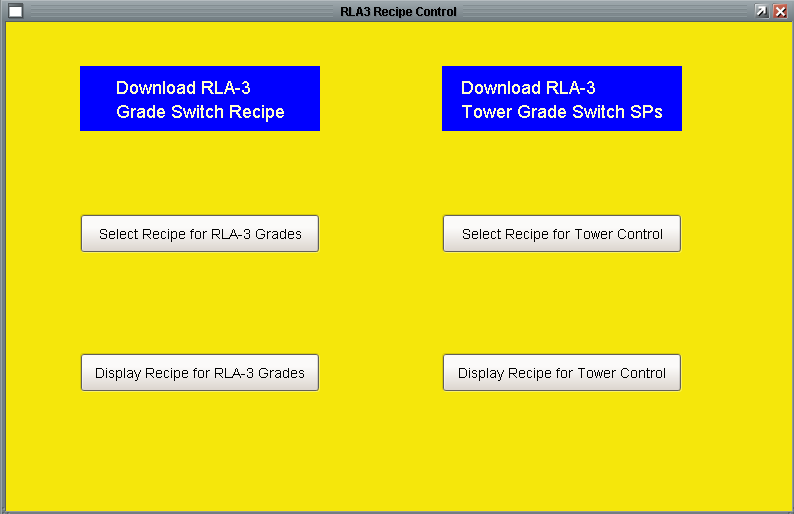 RLA3 Recipe Control
Download RLA-3
Grade Switch Recipe
Download RLA-3
Tower Grade Switch SPs
Select Recipe for RLA-3 Grades
Select Recipe for Tower Control
Display Recipe for RLA-3 Grades
Display Recipe for Tower Control